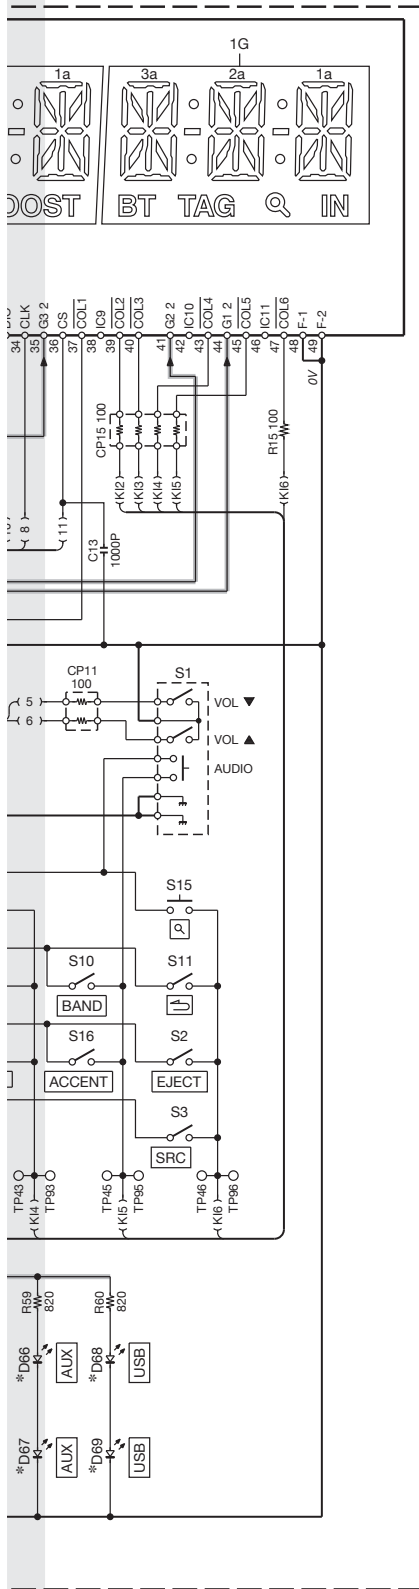 1G
1a
3a
2a
1a
BT
TAG
IN
34
CLK
35
G3 2
36
CS
37
COL1
38
IC9
39
COL2
40
COL3
41
G2 2
42
IC10
43
COL4
44
G1 2
45
COL5
46
IC11
47
COL6
48
F-1
49
F-2
0V
CP15 100
R15 100
KI2
KI3
KI4
KI5
KI6
8
11
C13
1000P
CP11
100
5
6
S1
VOL ▼
VOL ▲
AUDIO
S15
S10
S11
BAND
S16
S2
ACCENT
EJECT
S3
SRC
TP43
KI4
TP93
TP45
KI5
TP95
TP46
KI6
TP96
R59
820
R60
820
*D66
AUX
*D68
USB
*D67
AUX
*D69
USB